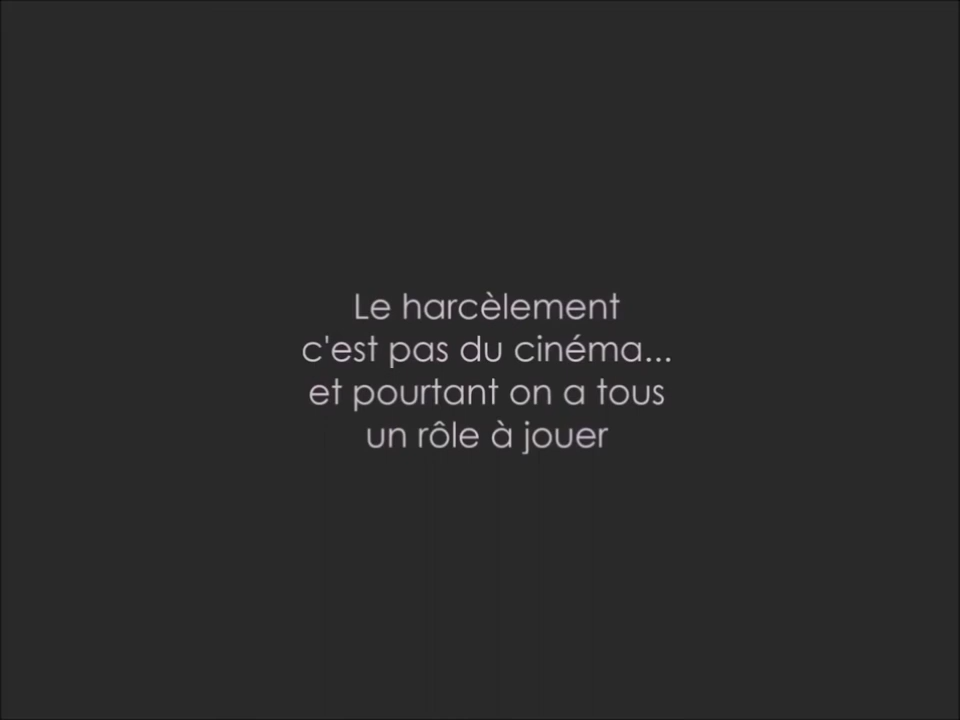 Le harcèlement
c'est pas du cinéma...
et pourtant on a tous
un rôle à jouer